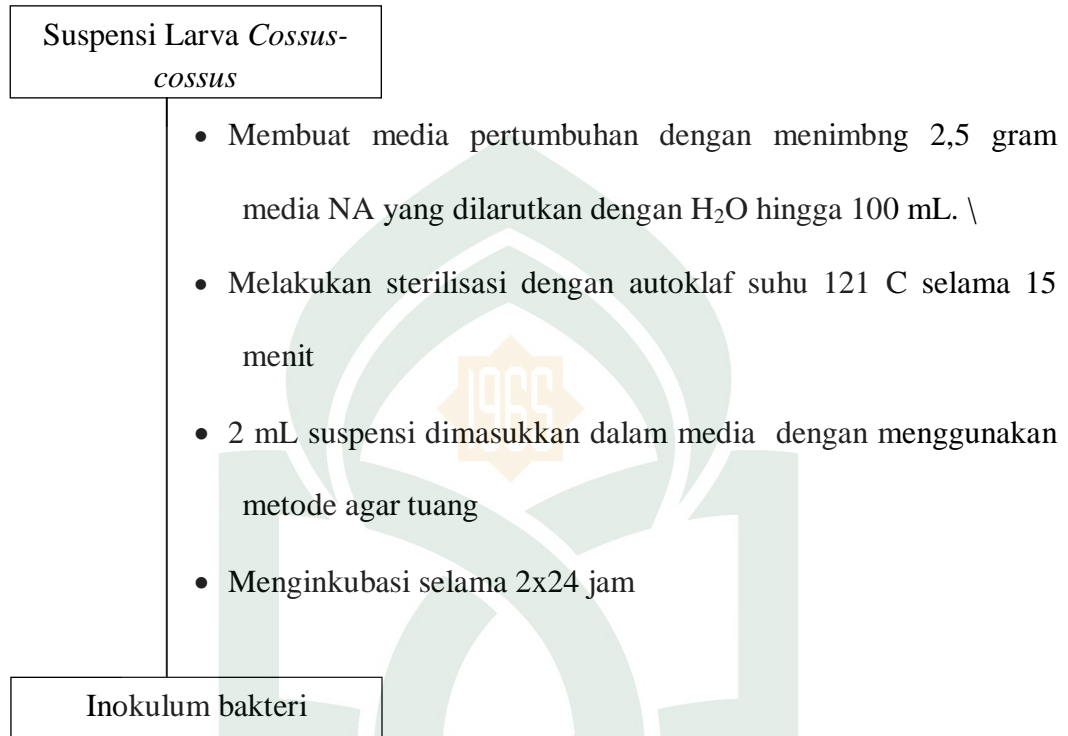 Suspensi Larva Cossus-
cossus
• Membuat media pertumbuhan dengan menimbng 2,5 gram
media NA yang dilarutkan dengan H₂O hingga 100 mL. \
• Melakukan sterilisasi dengan autoklaf suhu 121 C selama 15
menit
1965
• 2 mL suspensi dimasukkan dalam media dengan menggunakan
metode agar tuang
• Menginkubasi selama 2x24 jam
Inokulum bakteri